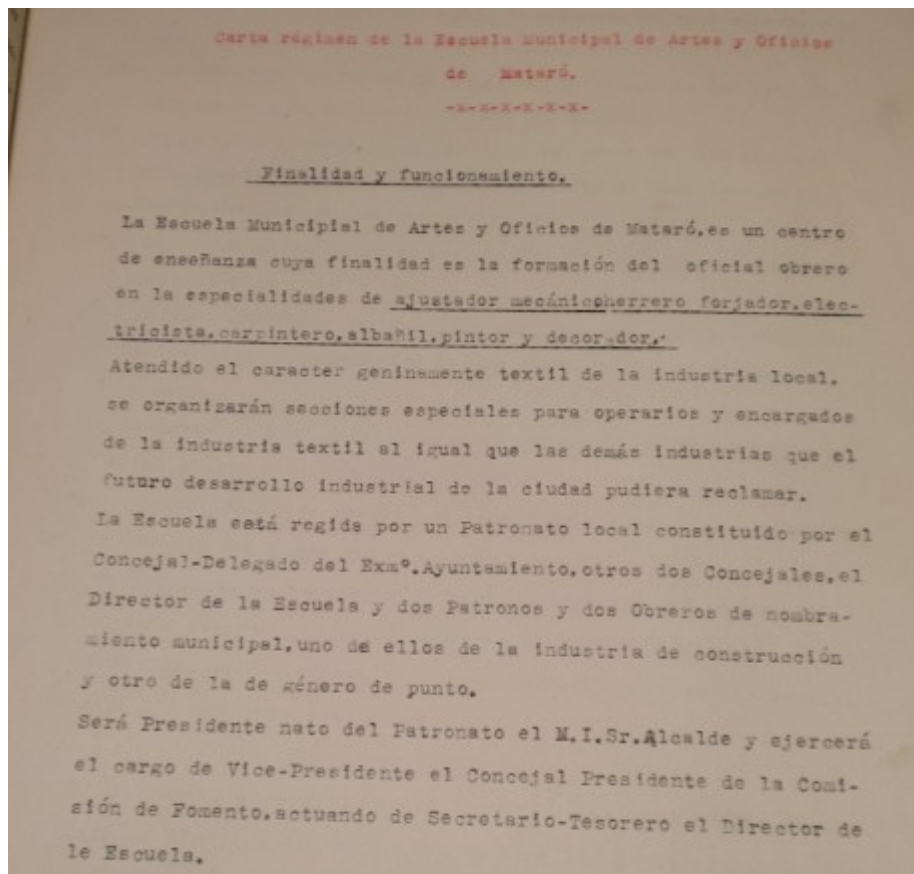 Carta régimen de la Escuela Municipal de Artes y Oficios
de Mataró.
-x-x-x-x-x-x-
Finalidad y funcionamiento.
La Escuela Municipial de Artes y Oficios de Mataró,es un centro
de enseñanza cuya finalidad es la formación del oficial obrero
en la especialidades de ajustador mecánicoherrero forjador,elec-
tricista,carpintero,albañil,pintor y decorador,.
Atendido el caracter geninamente textil de la industria local,
se organizarán secciones especiales para operarios y encargados
de la industria textil al igual que las demás industrias que el
futuro desarrollo industrial de la ciudad pudiera reclamar.
La Escuela está regida por un Patronato local constituido por el
Concejal-Delegado del Exmº.Ayuntamiento,otros dos Concejales,el
Director de la Escuela y dos Patronos y dos Obreros de nombra-
miento municipal,uno de ellos de la industria de construcción
y otro de la de género de punto.
Será Presidente nato del Patronato el M.I.Sr.Alcalde y ejercerá
el cargo de Vice-Presidente el Concejal Presidente de la Comi-
sión de Fomento,actuando de Secretario-Tesorero el Director de
le Escuela.